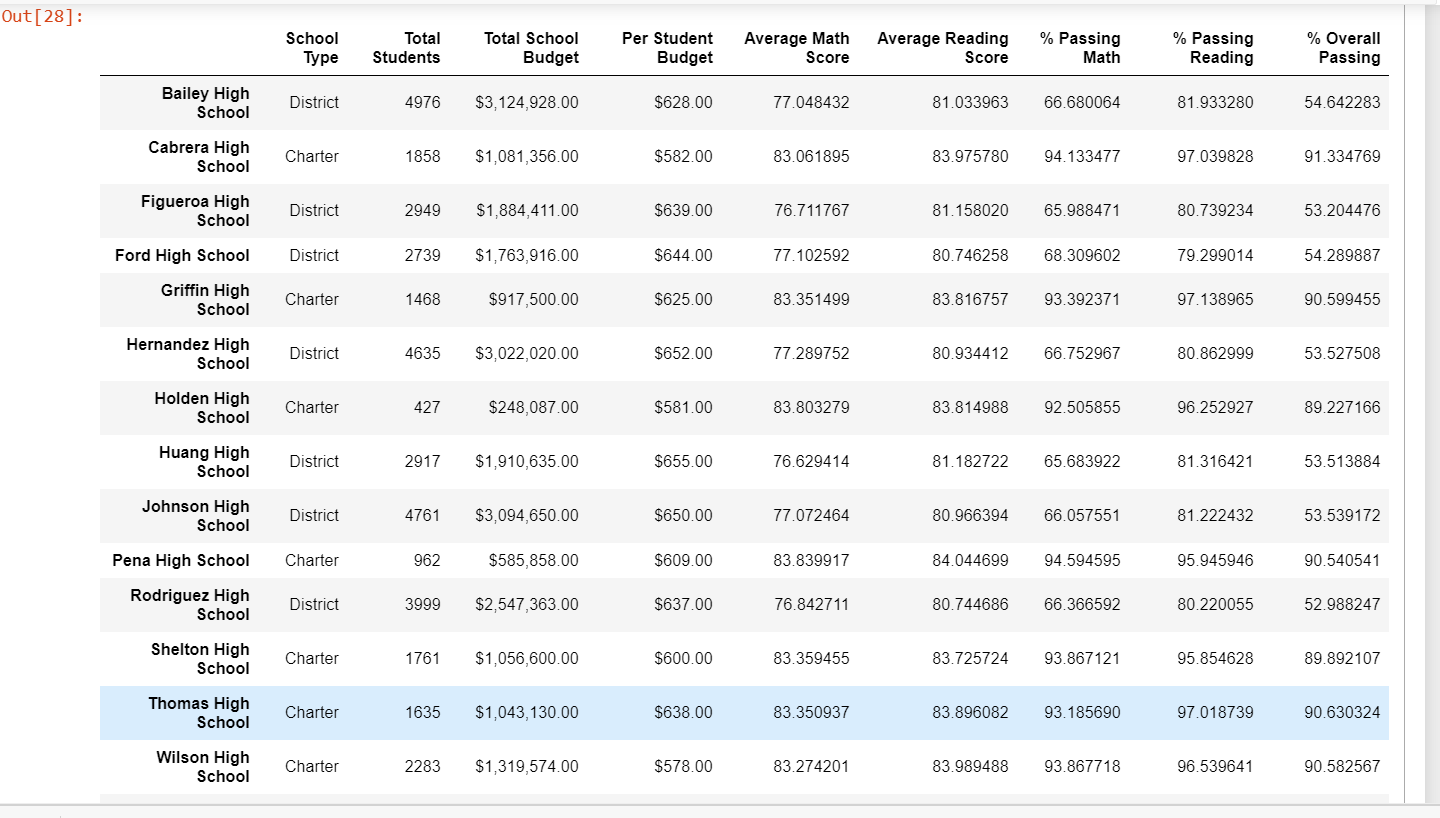 Out[28]:
School Type Total Students Total School Budget Per Student Budget Average Math Score Average Reading Score % Passing Math % Passing Reading % Overall Passing
Bailey High School District 4976 $3,124,928.00 $628.00 77.048432 81.033963 66.680064 81.933280 54.642283
Cabrera High School Charter 1858 $1,081,356.00 $582.00 83.061895 83.975780 94.133477 97.039828 91.334769
Figueroa High School District 2949 $1,884,411.00 $639.00 76.711767 81.158020 65.988471 80.739234 53.204476
Ford High School District 2739 $1,763,916.00 $644.00 77.102592 80.746258 68.309602 79.299014 54.289887
Griffin High School Charter 1468 $917,500.00 $625.00 83.351499 83.816757 93.392371 97.138965 90.599455
Hernandez High School District 4635 $3,022,020.00 $652.00 77.289752 80.934412 66.752967 80.862999 53.527508
Holden High School Charter 427 $248,087.00 $581.00 83.803279 83.814988 92.505855 96.252927 89.227166
Huang High School District 2917 $1,910,635.00 $655.00 76.629414 81.182722 65.683922 81.316421 53.513884
Johnson High School District 4761 $3,094,650.00 $650.00 77.072464 80.966394 66.057551 81.222432 53.539172
Pena High School Charter 962 $585,858.00 $609.00 83.839917 84.044699 94.594595 95.945946 90.540541
Rodriguez High School District 3999 $2,547,363.00 $637.00 76.842711 80.744686 66.366592 80.220055 52.988247
Shelton High School Charter 1761 $1,056,600.00 $600.00 83.359455 83.725724 93.867121 95.854628 89.892107
Thomas High School Charter 1635 $1,043,130.00 $638.00 83.350937 83.896082 93.185690 97.018739 90.630324
Wilson High School Charter 2283 $1,319,574.00 $578.00 83.274201 83.989488 93.867718 96.539641 90.582567